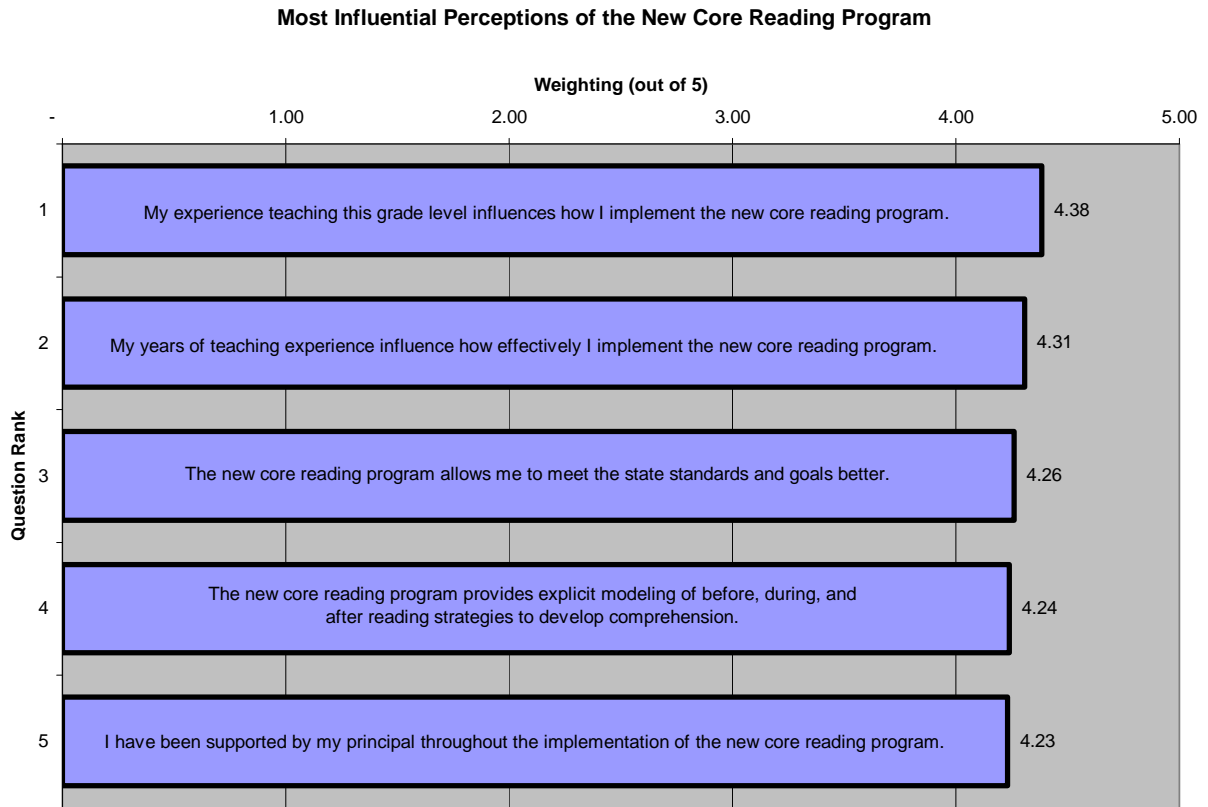 Most Influential Perceptions of the New Core Reading Program
Weighting (out of 5)
- 1.00 2.00 3.00 4.00 5.00
Question Rank
1 My experience teaching this grade level influences how I implement the new core reading program. 4.38
2 My years of teaching experience influence how effectively I implement the new core reading program. 4.31
3 The new core reading program allows me to meet the state standards and goals better. 4.26
4 The new core reading program provides explicit modeling of before, during, and
after reading strategies to develop comprehension. 4.24
5 I have been supported by my principal throughout the implementation of the new core reading program. 4.23